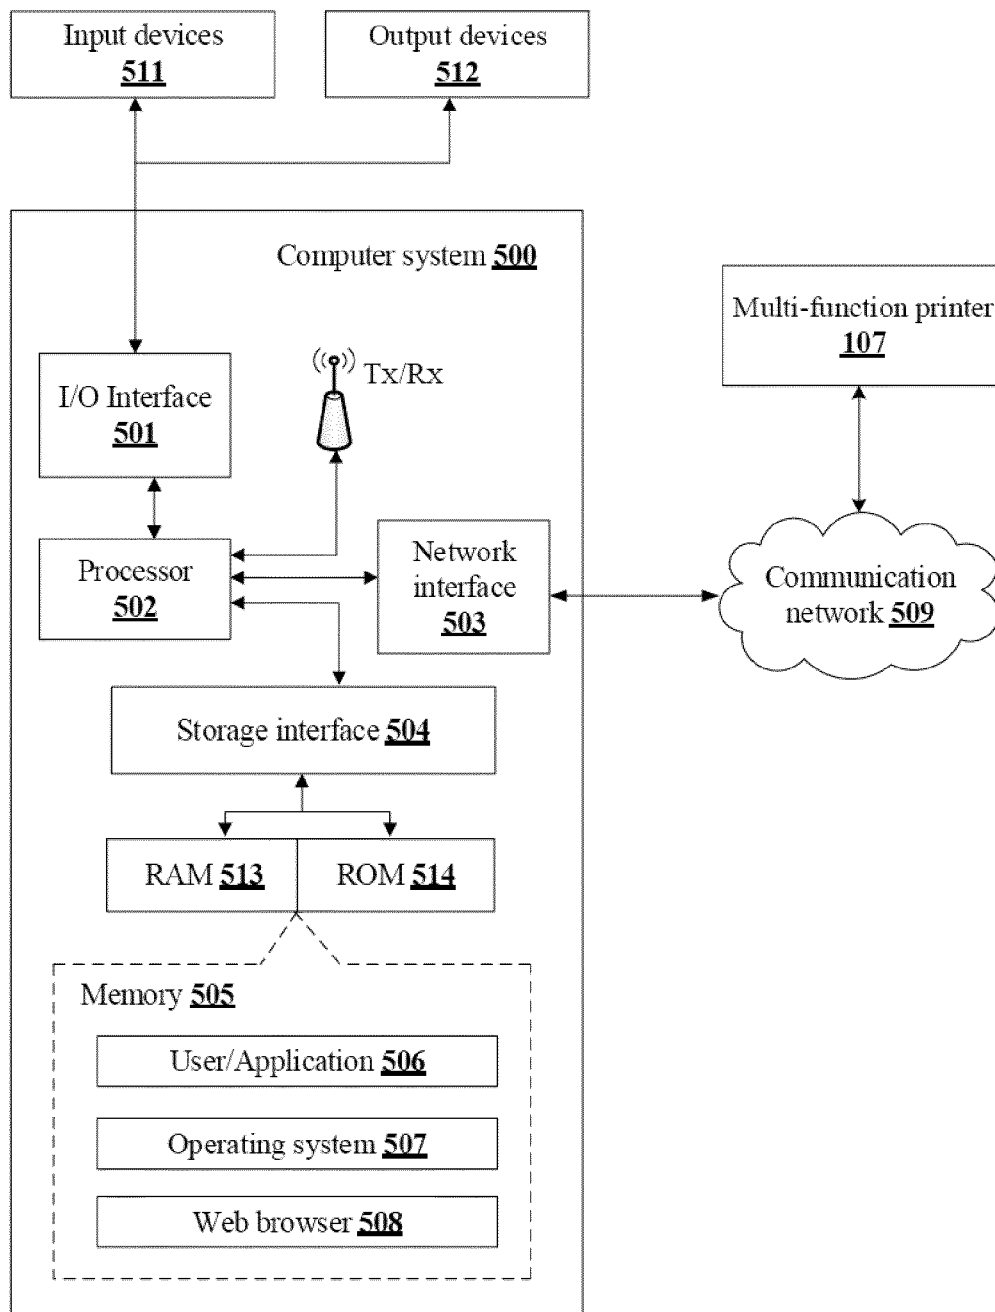 Input devices
511
Output devices
512
Computer system 500
I/O Interface
501
Tx/Rx
Multi-function printer
107
Processor
502
Network
interface
503
Communication
network 509
Storage interface 504
RAM 513
ROM 514
Memory 505
User/Application 506
Operating system 507
Web browser 508